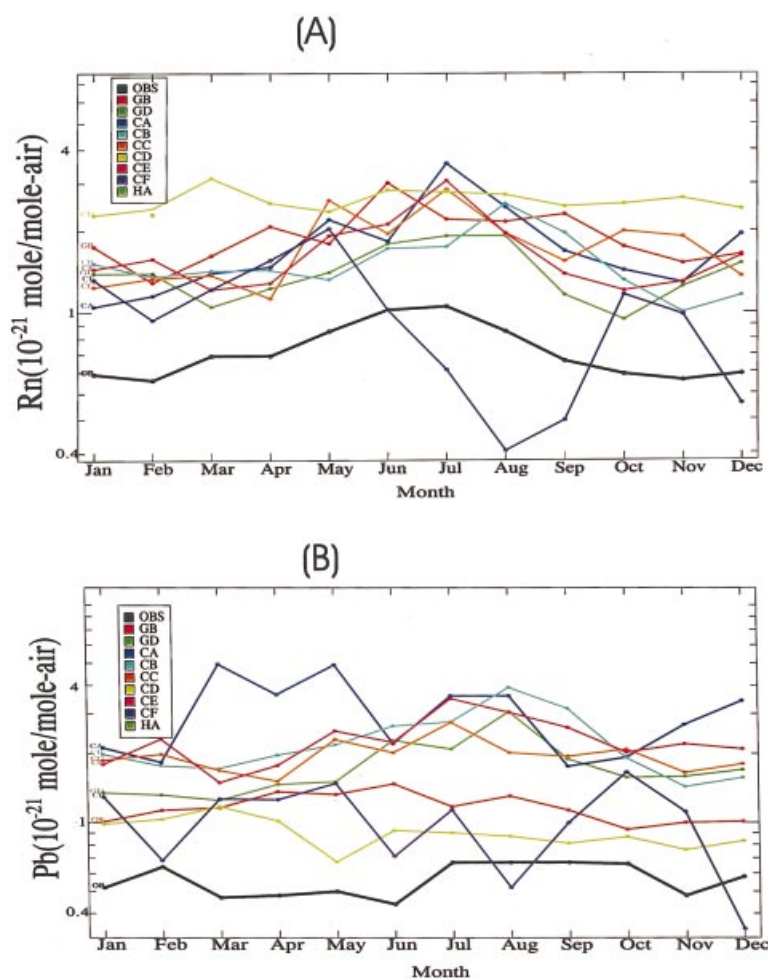 (A)
OBS
GB
GD
CA
CB
CC
CD
CE
CF
HA
Rn(10-21 mole/mole-air)
4
1
0.4
GB
CA
Jan Feb Mar Apr May Jun Jul Aug Sep Oct Nov Dec
Month
(B)
OBS
GB
GD
CA
CB
CC
CD
CE
CF
HA
Pb(10-21 mole/mole-air)
4
1
0.4
CA
Jan Feb Mar Apr May Jun Jul Aug Sep Oct Nov Dec
Month